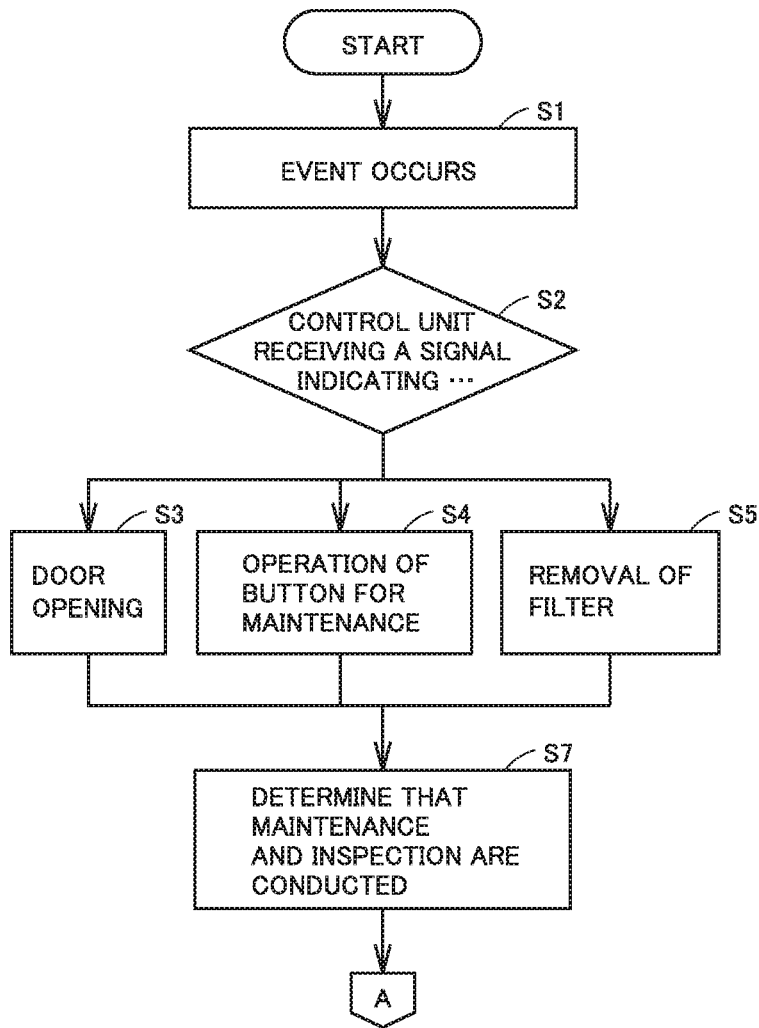 START
S1
EVENT OCCURS
S2
CONTROL UNIT
RECEIVING A SIGNAL
INDICATING ···
S3
DOOR
OPENING
S4
OPERATION OF
BUTTON FOR
MAINTENANCE
S5
REMOVAL OF
FILTER
S7
DETERMINE THAT
MAINTENANCE
AND INSPECTION ARE
CONDUCTED
A